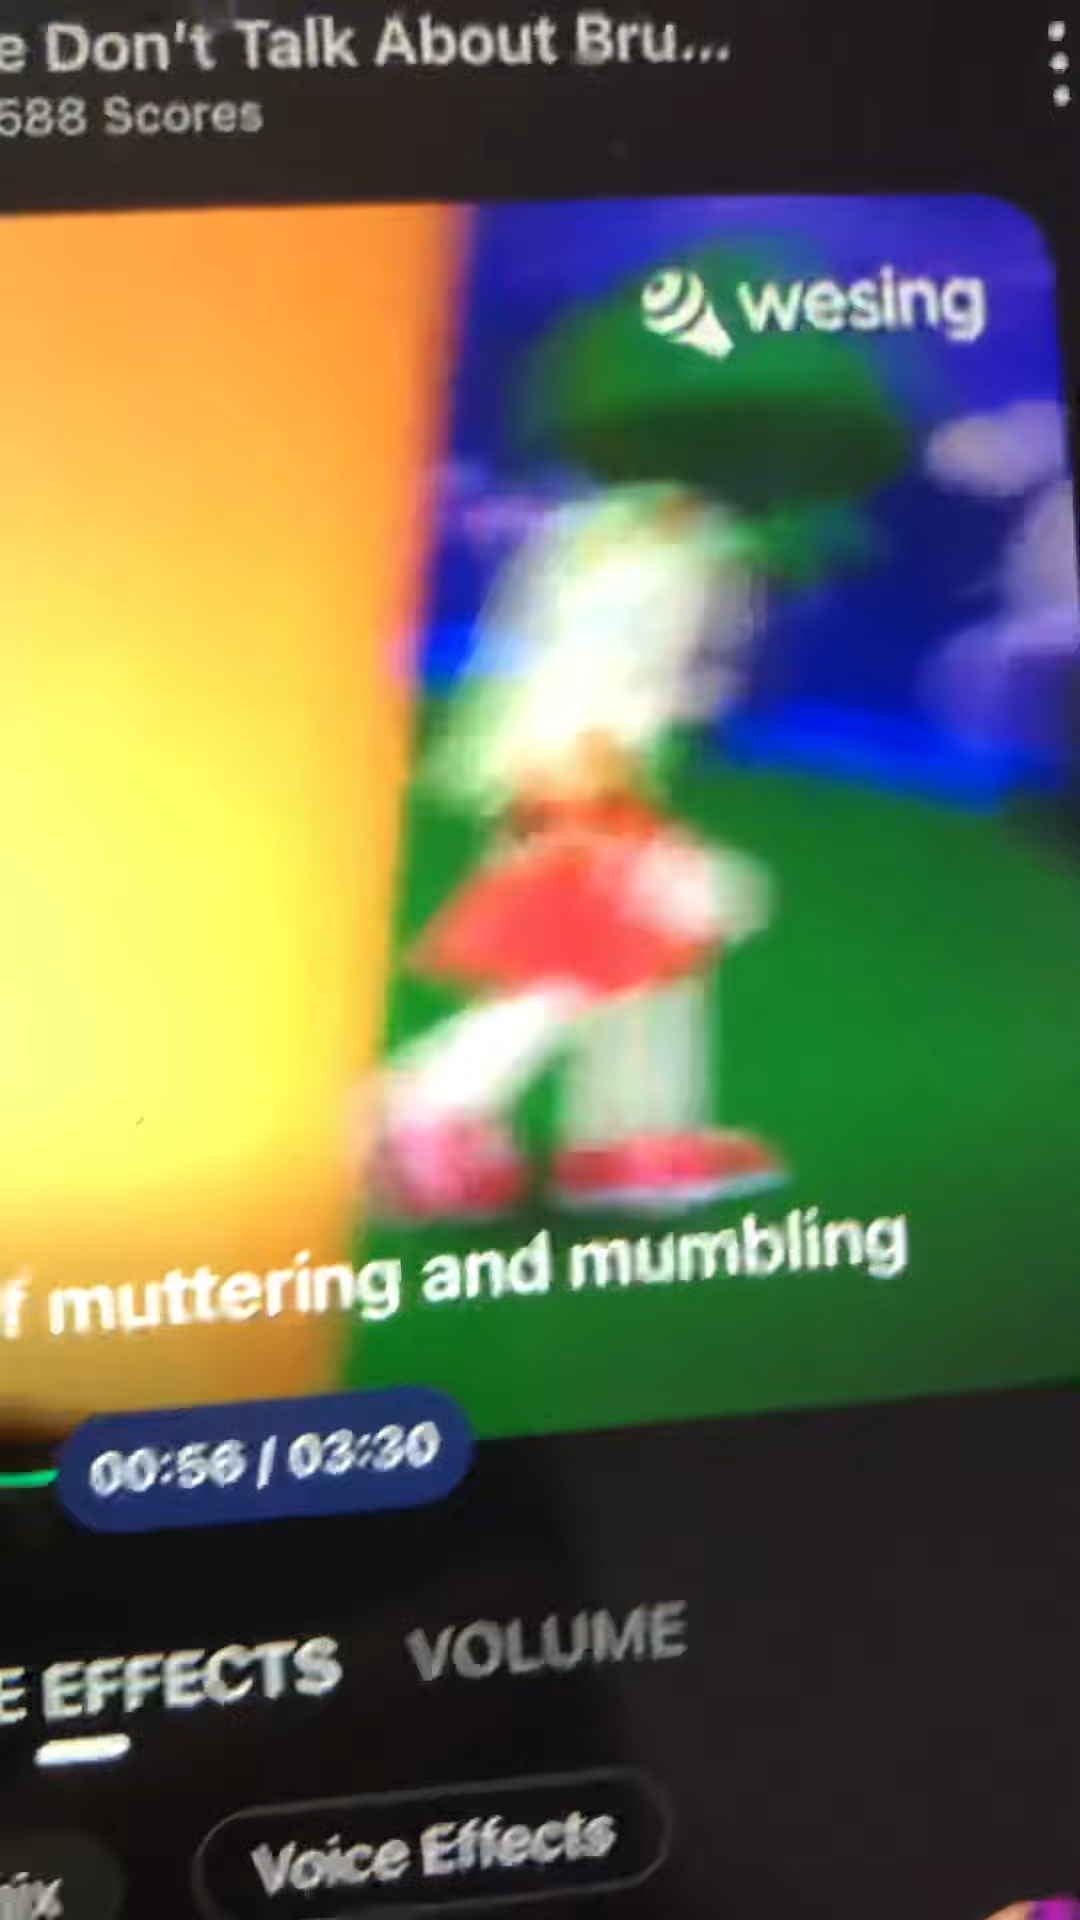 e Don't Talk About Bru...
588 Scores
wesing
f muttering and mumbling
00:56 / 03:30
E EFFECTS
VOLUME
Voice Effects